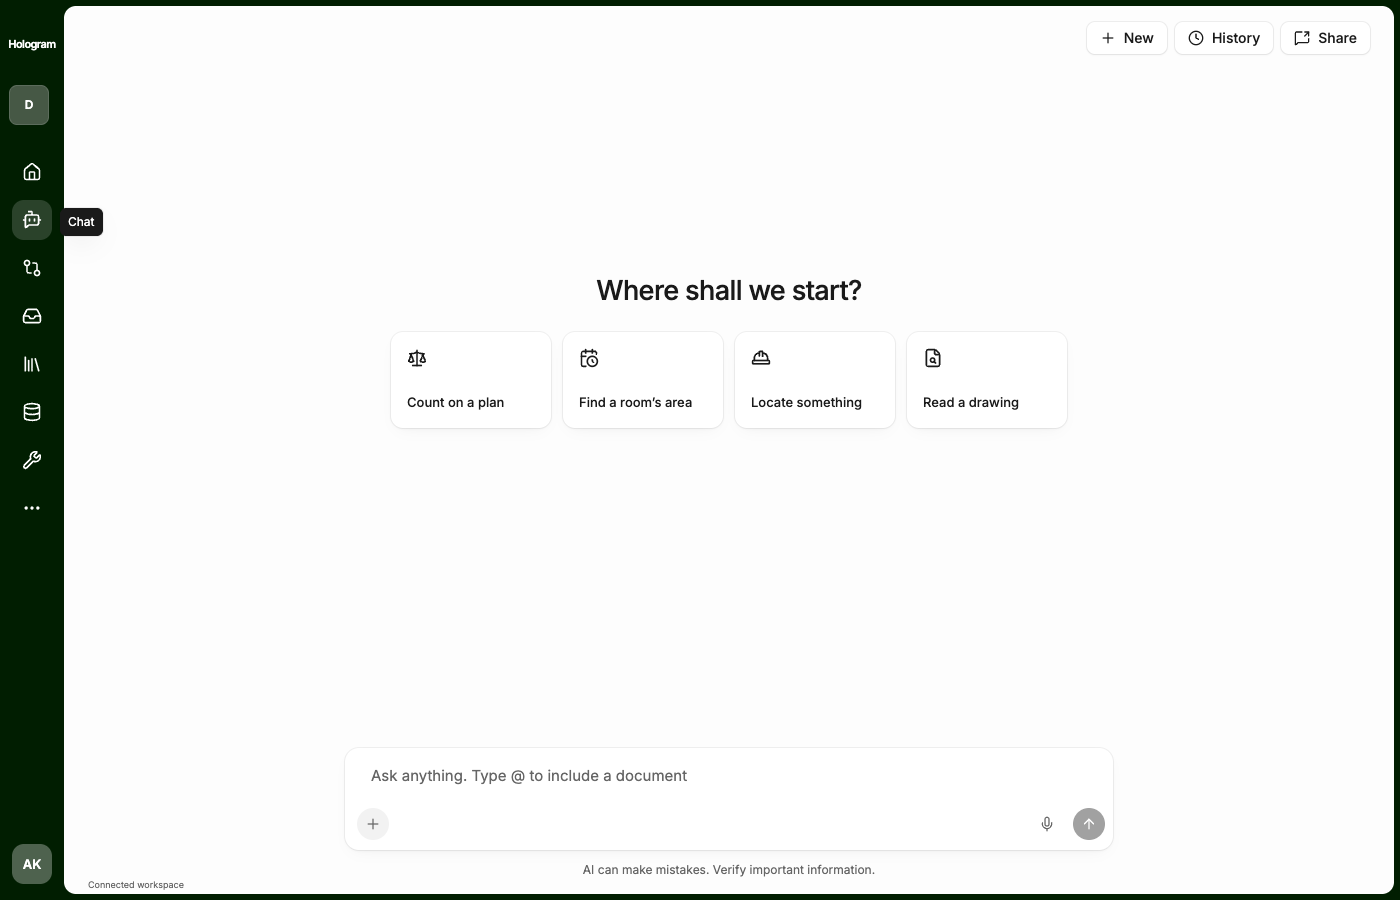 Hologram
New
History
Share
D
Chat
Where shall we start?
Count on a plan
Find a room’s area
Locate something
Read a drawing
Ask anything. Type @ to include a document
AK
AI can make mistakes. Verify important information.
Connected workspace